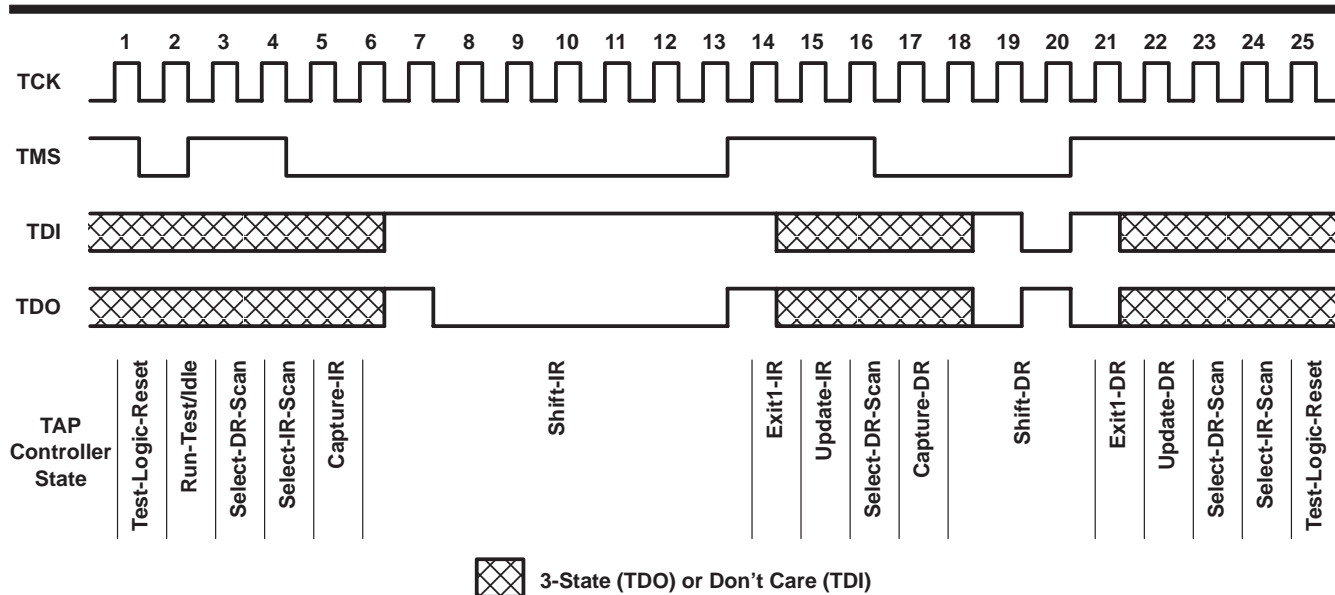 1 2 3 4 5 6 7 8 9 10 11 12 13 14 15 16 17 18 19 20 21 22 23 24 25
TCK
TMS
TDI
TDO
TAP
Controller
State
Test-Logic-Reset
Run-Test/Idle
Select-DR-Scan
Select-IR-Scan
Capture-IR
Shift-IR
Exit1-IR
Update-IR
Select-DR-Scan
Capture-DR
Shift-DR
Exit1-DR
Update-DR
Select-DR-Scan
Select-IR-Scan
Test-Logic-Reset
3-State (TDO) or Don’t Care (TDI)